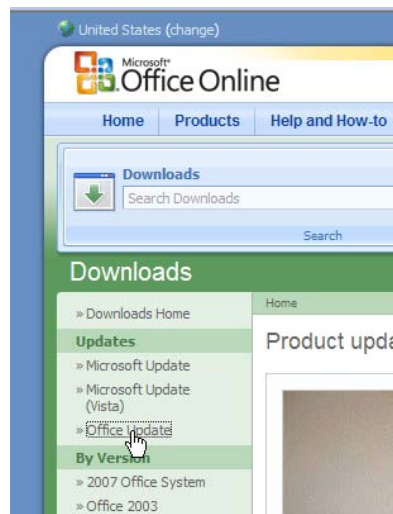 United States (change)
Microsoft®
Office Online
Home Products Help and How-to
Downloads
Search Downloads
Search
Downloads
» Downloads Home
Home
Updates
Product upda
» Microsoft Update
» Microsoft Update
(Vista)
» Office Update
By Version
» 2007 Office System
» Office 2003